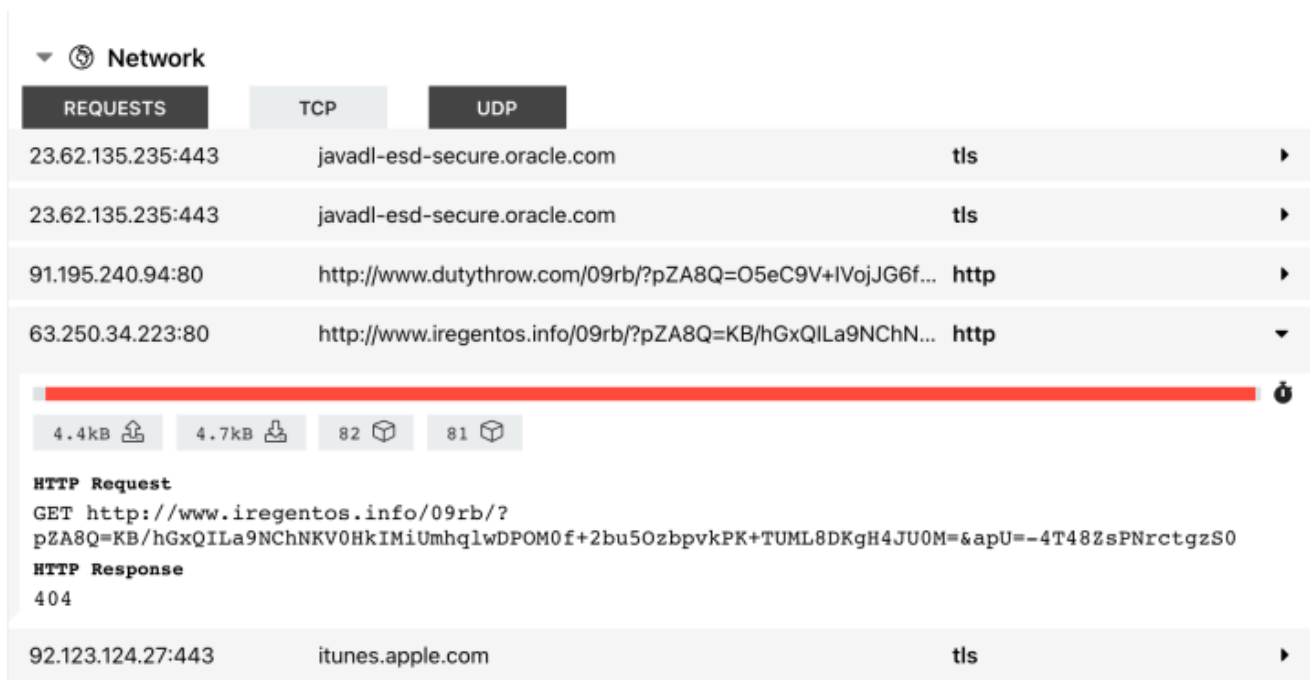 Network
REQUESTS TCP UDP
23.62.135.235:443 javadl-esd-secure.oracle.com tls
23.62.135.235:443 javadl-esd-secure.oracle.com tls
91.195.240.94:80 http://www.dutythrow.com/09rb/?pZA8Q=O5eC9V+IVojJG6f... http
63.250.34.223:80 http://www.iregentos.info/09rb/?pZA8Q=KB/hGxQILa9NChN... http
4.4kB 4.7kB 82 81
HTTP Request
GET http://www.iregentos.info/09rb/?
pZA8Q=KB/hGxQILa9NChNKV0HkIMiUmhqlwDPOM0f+2bu5OzbpvkPK+TUML8DKgH4JU0M=&apU=-4T48ZsPNrctgzS0
HTTP Response
404
92.123.124.27:443 itunes.apple.com tls